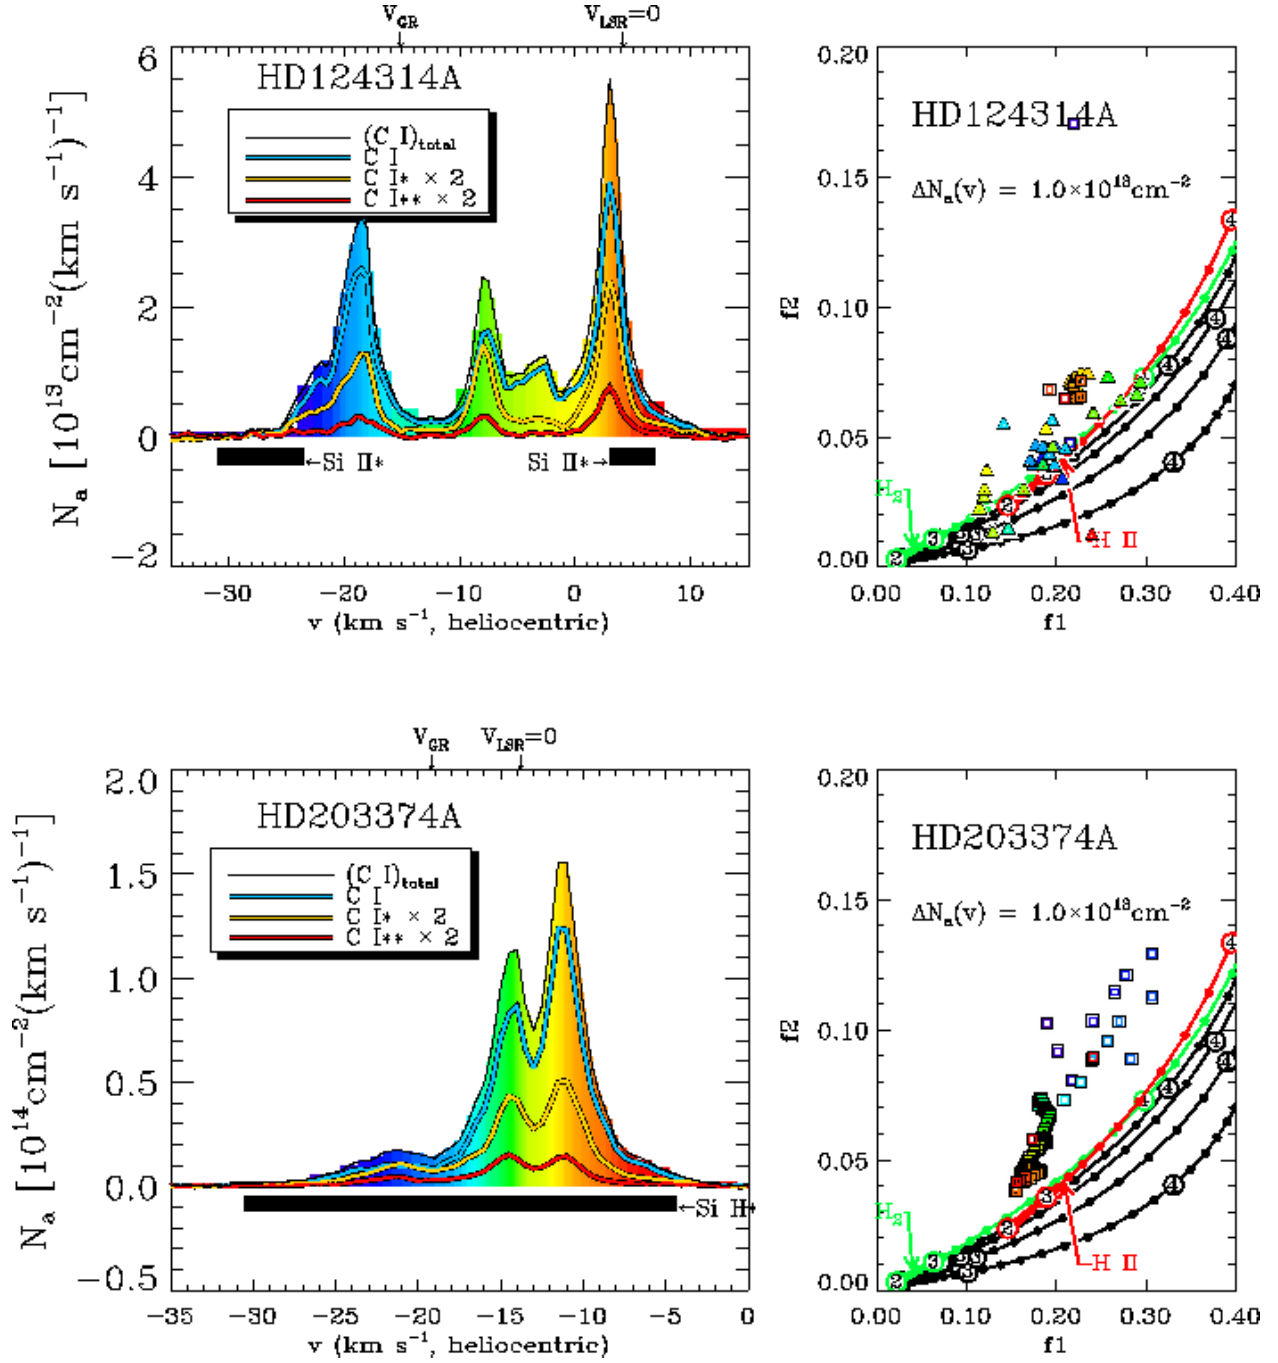 V_GR V_LSR=0
HD124314A
(C I)_total
C I
C I* × 2
C I** × 2
N_a [10^13 cm^-2 (km s^-1)^-1]
6
4
2
0
−2
←Si II*
Si II*→
−30 −20 −10 0 10
v (km s^-1, heliocentric)
HD124314A
ΔN_a(v) = 1.0×10^13 cm^-2
f2
0.20
0.15
0.10
0.05
0.00
H_2
H II
2 3 4
0.00 0.10 0.20 0.30 0.40
f1
V_GR V_LSR=0
HD203374A
(C I)_total
C I
C I* × 2
C I** × 2
N_a [10^14 cm^-2 (km s^-1)^-1]
2.0
1.5
1.0
0.5
0.0
−0.5
←Si II*
−35 −30 −25 −20 −15 −10 −5 0
v (km s^-1, heliocentric)
HD203374A
ΔN_a(v) = 1.0×10^13 cm^-2
f2
0.20
0.15
0.10
0.05
0.00
H_2
H II
2 3 4
0.00 0.10 0.20 0.30 0.40
f1